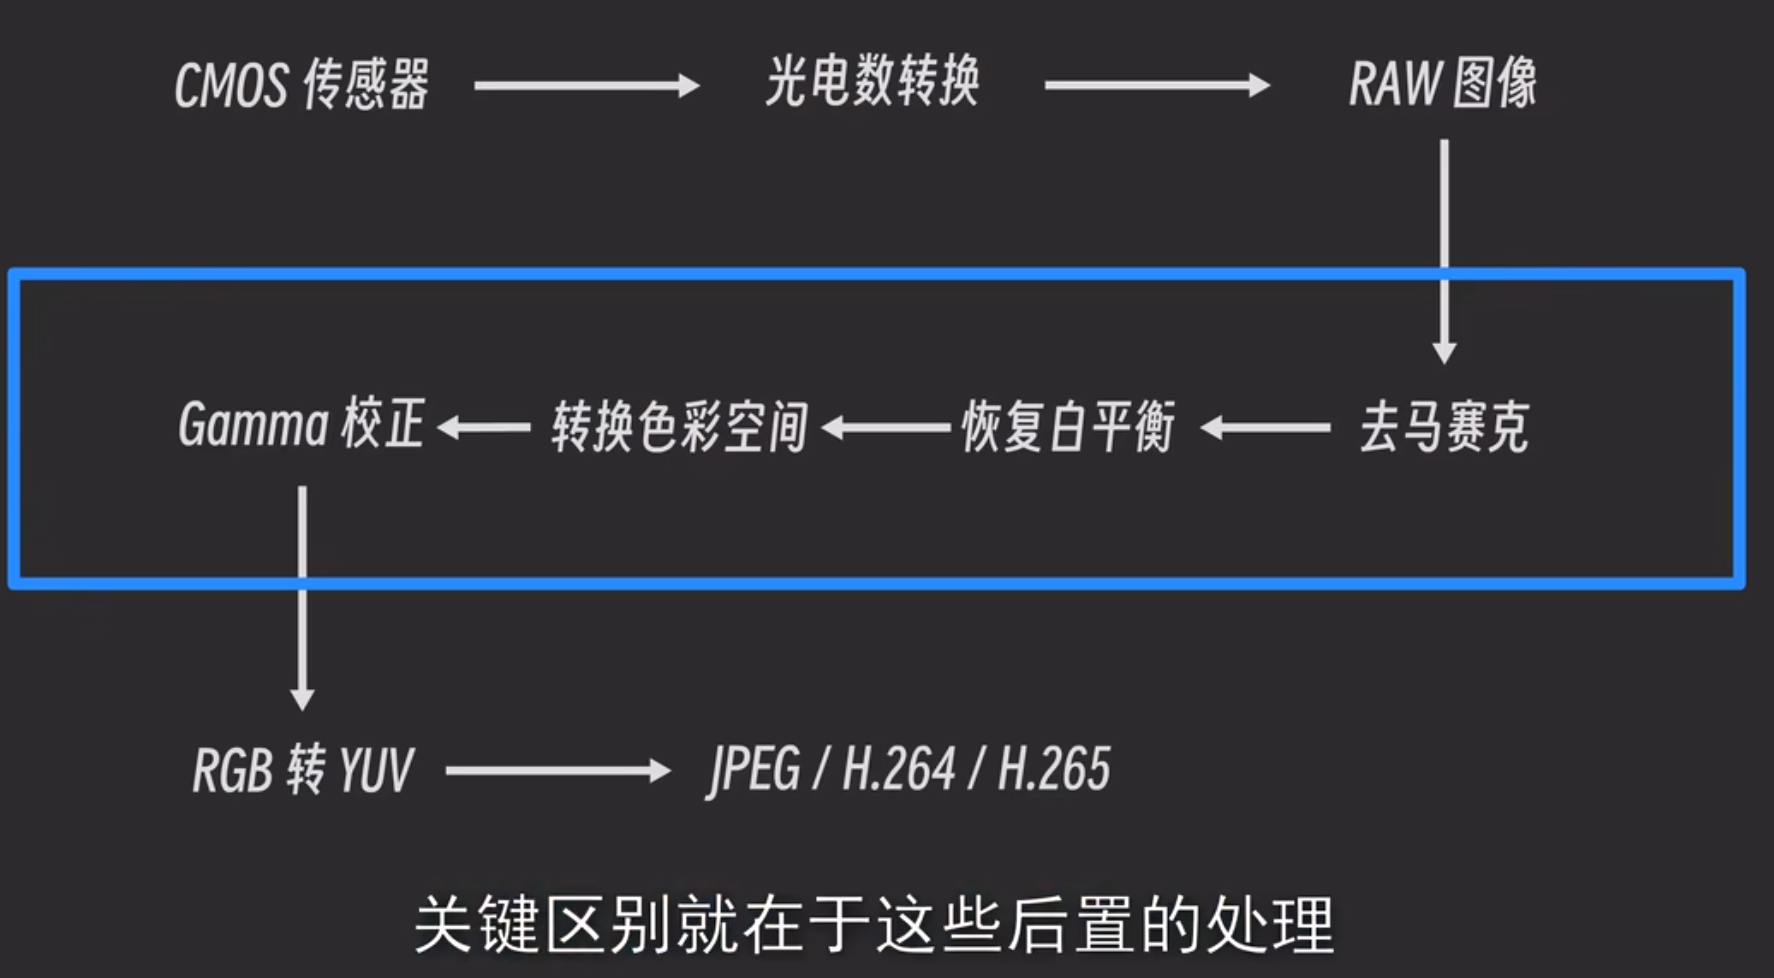 CMOS 传感器
光电数转换
RAW 图像
去马赛克
恢复白平衡
转换色彩空间
Gamma 校正
RGB 转 YUV
JPEG / H.264 / H.265
关键区别就在于这些后置的处理